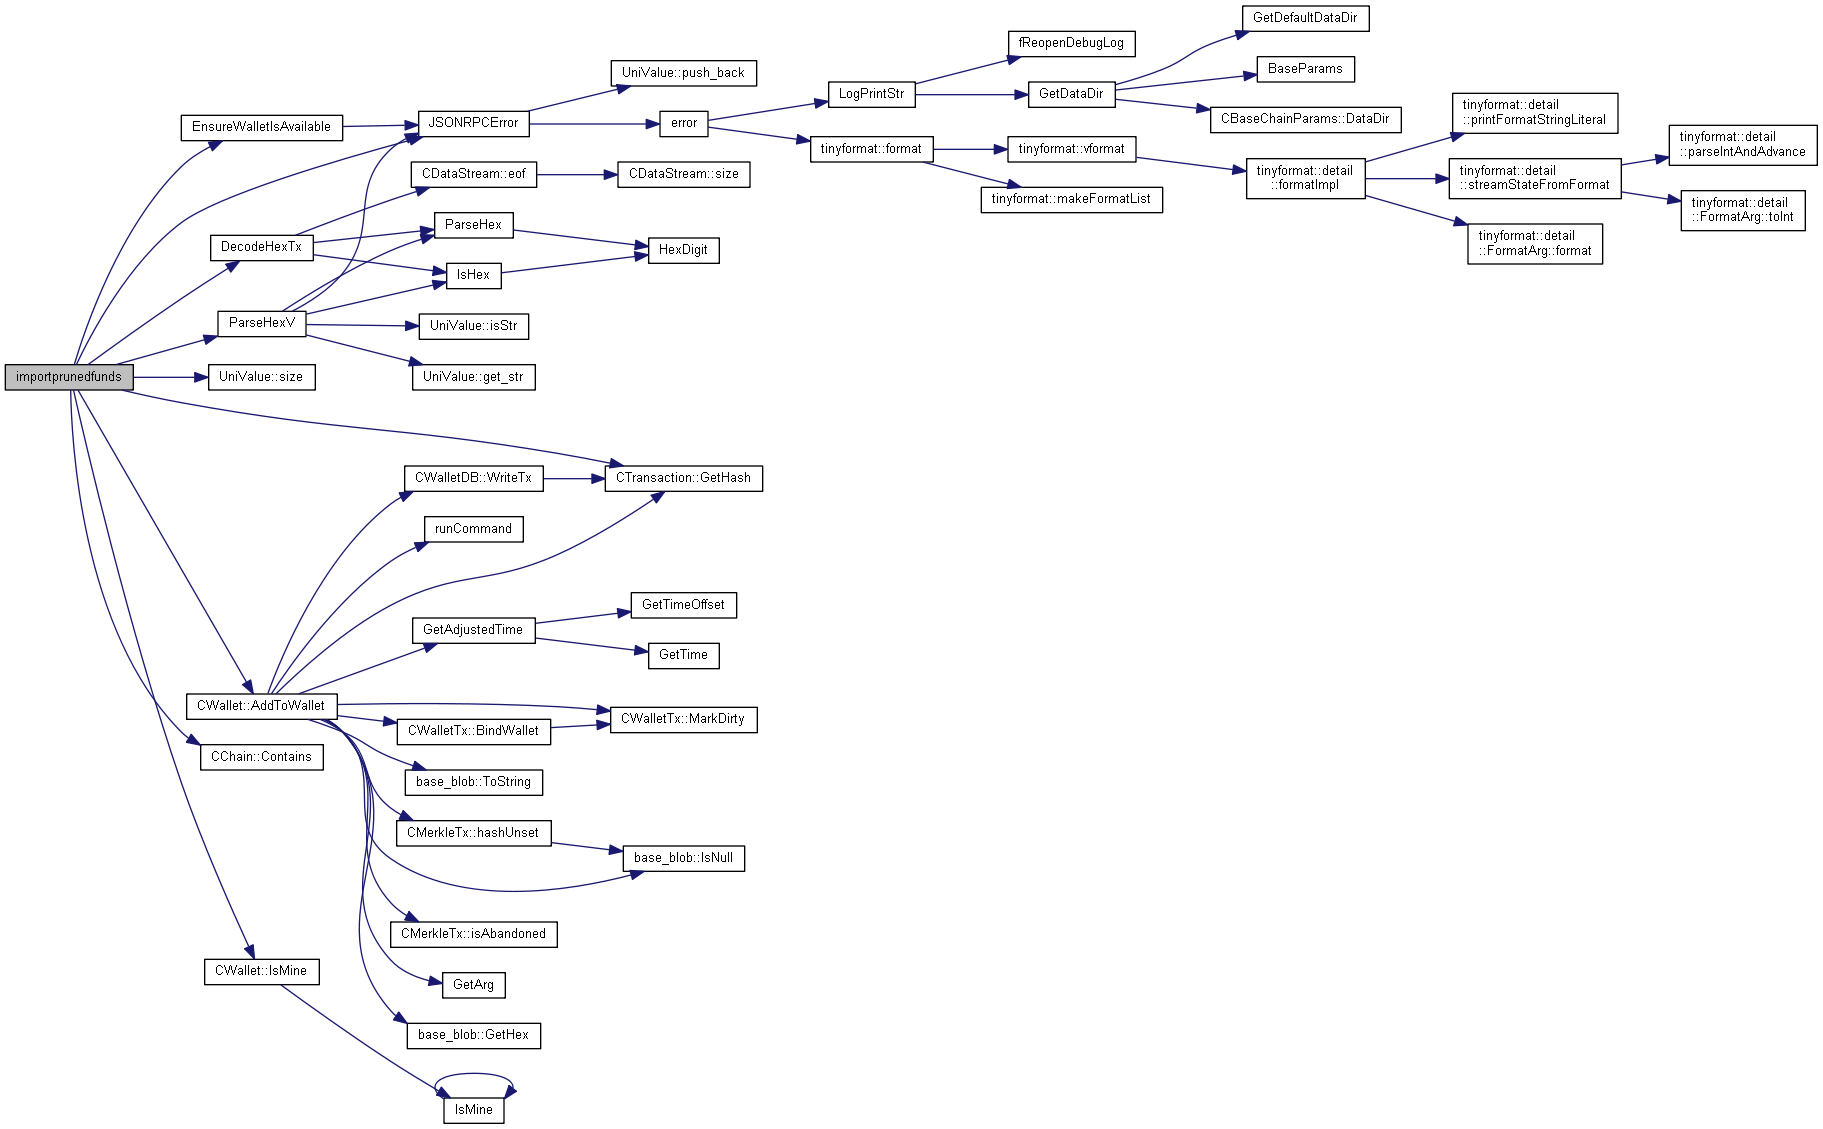 GetDefaultDataDir
fReopenDebugLog
BaseParams
UniValue::push_back
LogPrintStr
GetDataDir
tinyformat::detail
::printFormatStringLiteral
CBaseChainParams::DataDir
EnsureWalletIsAvailable
JSONRPCError
error
tinyformat::format
tinyformat::vformat
tinyformat::detail
::parseIntAndAdvance
CDataStream::eof
CDataStream::size
tinyformat::detail
::formatImpl
tinyformat::detail
::streamStateFromFormat
tinyformat::makeFormatList
tinyformat::detail
::FormatArg::toInt
ParseHex
DecodeHexTx
HexDigit
tinyformat::detail
::FormatArg::format
IsHex
ParseHexV
UniValue::isStr
importprunedfunds
UniValue::size
UniValue::get_str
CWalletDB::WriteTx
CTransaction::GetHash
runCommand
GetTimeOffset
GetAdjustedTime
GetTime
CWallet::AddToWallet
CWalletTx::MarkDirty
CWalletTx::BindWallet
CChain::Contains
base_blob::ToString
CMerkleTx::hashUnset
base_blob::IsNull
CMerkleTx::isAbandoned
CWallet::IsMine
GetArg
base_blob::GetHex
IsMine